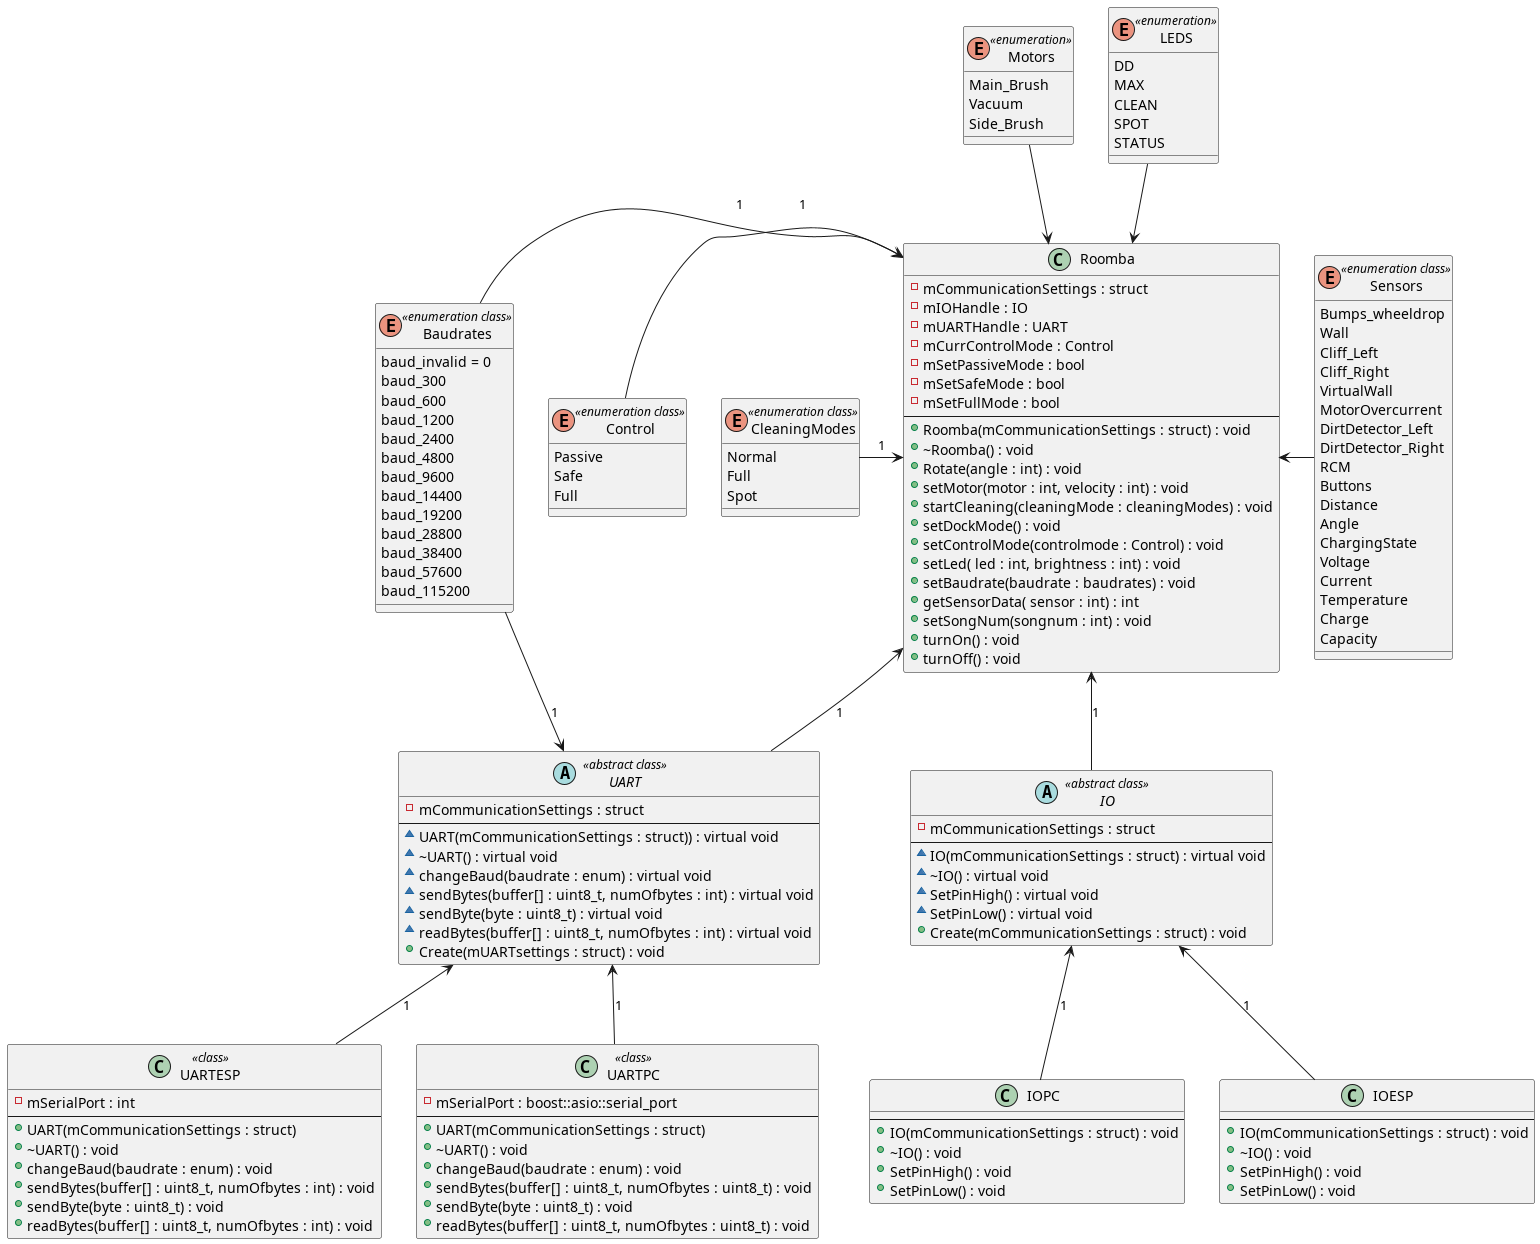 E
«enumeration»
Motors
Main_Brush
Vacuum
Side_Brush
E
«enumeration»
LEDS
DD
MAX
CLEAN
SPOT
STATUS
1
1
C
Roomba
mCommunicationSettings : struct
mIOHandle : IO
mUARTHandle : UART
mCurrControlMode : Control
mSetPassiveMode : bool
mSetSafeMode : bool
mSetFullMode : bool
Roomba(mCommunicationSettings : struct) : void
~Roomba() : void
Rotate(angle : int) : void
setMotor(motor : int, velocity : int) : void
startCleaning(cleaningMode : cleaningModes) : void
setDockMode() : void
setControlMode(controlmode : Control) : void
setLed( led : int, brightness : int) : void
setBaudrate(baudrate : baudrates) : void
getSensorData( sensor : int) : int
setSongNum(songnum : int) : void
turnOn() : void
turnOff() : void
E
«enumeration class»
Sensors
Bumps_wheeldrop
Wall
Cliff_Left
Cliff_Right
VirtualWall
MotorOvercurrent
DirtDetector_Left
DirtDetector_Right
RCM
Buttons
Distance
Angle
ChargingState
Voltage
Current
Temperature
Charge
Capacity
E
«enumeration class»
Baudrates
baud_invalid = 0
baud_300
baud_600
baud_1200
baud_2400
baud_4800
baud_9600
baud_14400
baud_19200
baud_28800
baud_38400
baud_57600
baud_115200
E
«enumeration class»
Control
Passive
Safe
Full
E
«enumeration class»
CleaningModes
Normal
Full
Spot
1
1
1
1
A
«abstract class»
UART
mCommunicationSettings : struct
UART(mCommunicationSettings : struct)) : virtual void
~UART() : virtual void
changeBaud(baudrate : enum) : virtual void
sendBytes(buffer[] : uint8_t, numOfbytes : int) : virtual void
sendByte(byte : uint8_t) : virtual void
readBytes(buffer[] : uint8_t, numOfbytes : int) : virtual void
Create(mUARTsettings : struct) : void
A
«abstract class»
IO
mCommunicationSettings : struct
IO(mCommunicationSettings : struct) : virtual void
~IO() : virtual void
SetPinHigh() : virtual void
SetPinLow() : virtual void
Create(mCommunicationSettings : struct) : void
1
1
1
1
C
«class»
UARTESP
mSerialPort : int
UART(mCommunicationSettings : struct)
~UART() : void
changeBaud(baudrate : enum) : void
sendBytes(buffer[] : uint8_t, numOfbytes : int) : void
sendByte(byte : uint8_t) : void
readBytes(buffer[] : uint8_t, numOfbytes : int) : void
C
«class»
UARTPC
mSerialPort : boost::asio::serial_port
UART(mCommunicationSettings : struct)
~UART() : void
changeBaud(baudrate : enum) : void
sendBytes(buffer[] : uint8_t, numOfbytes : uint8_t) : void
sendByte(byte : uint8_t) : void
readBytes(buffer[] : uint8_t, numOfbytes : uint8_t) : void
C
IOPC
IO(mCommunicationSettings : struct) : void
~IO() : void
SetPinHigh() : void
SetPinLow() : void
C
IOESP
IO(mCommunicationSettings : struct) : void
~IO() : void
SetPinHigh() : void
SetPinLow() : void